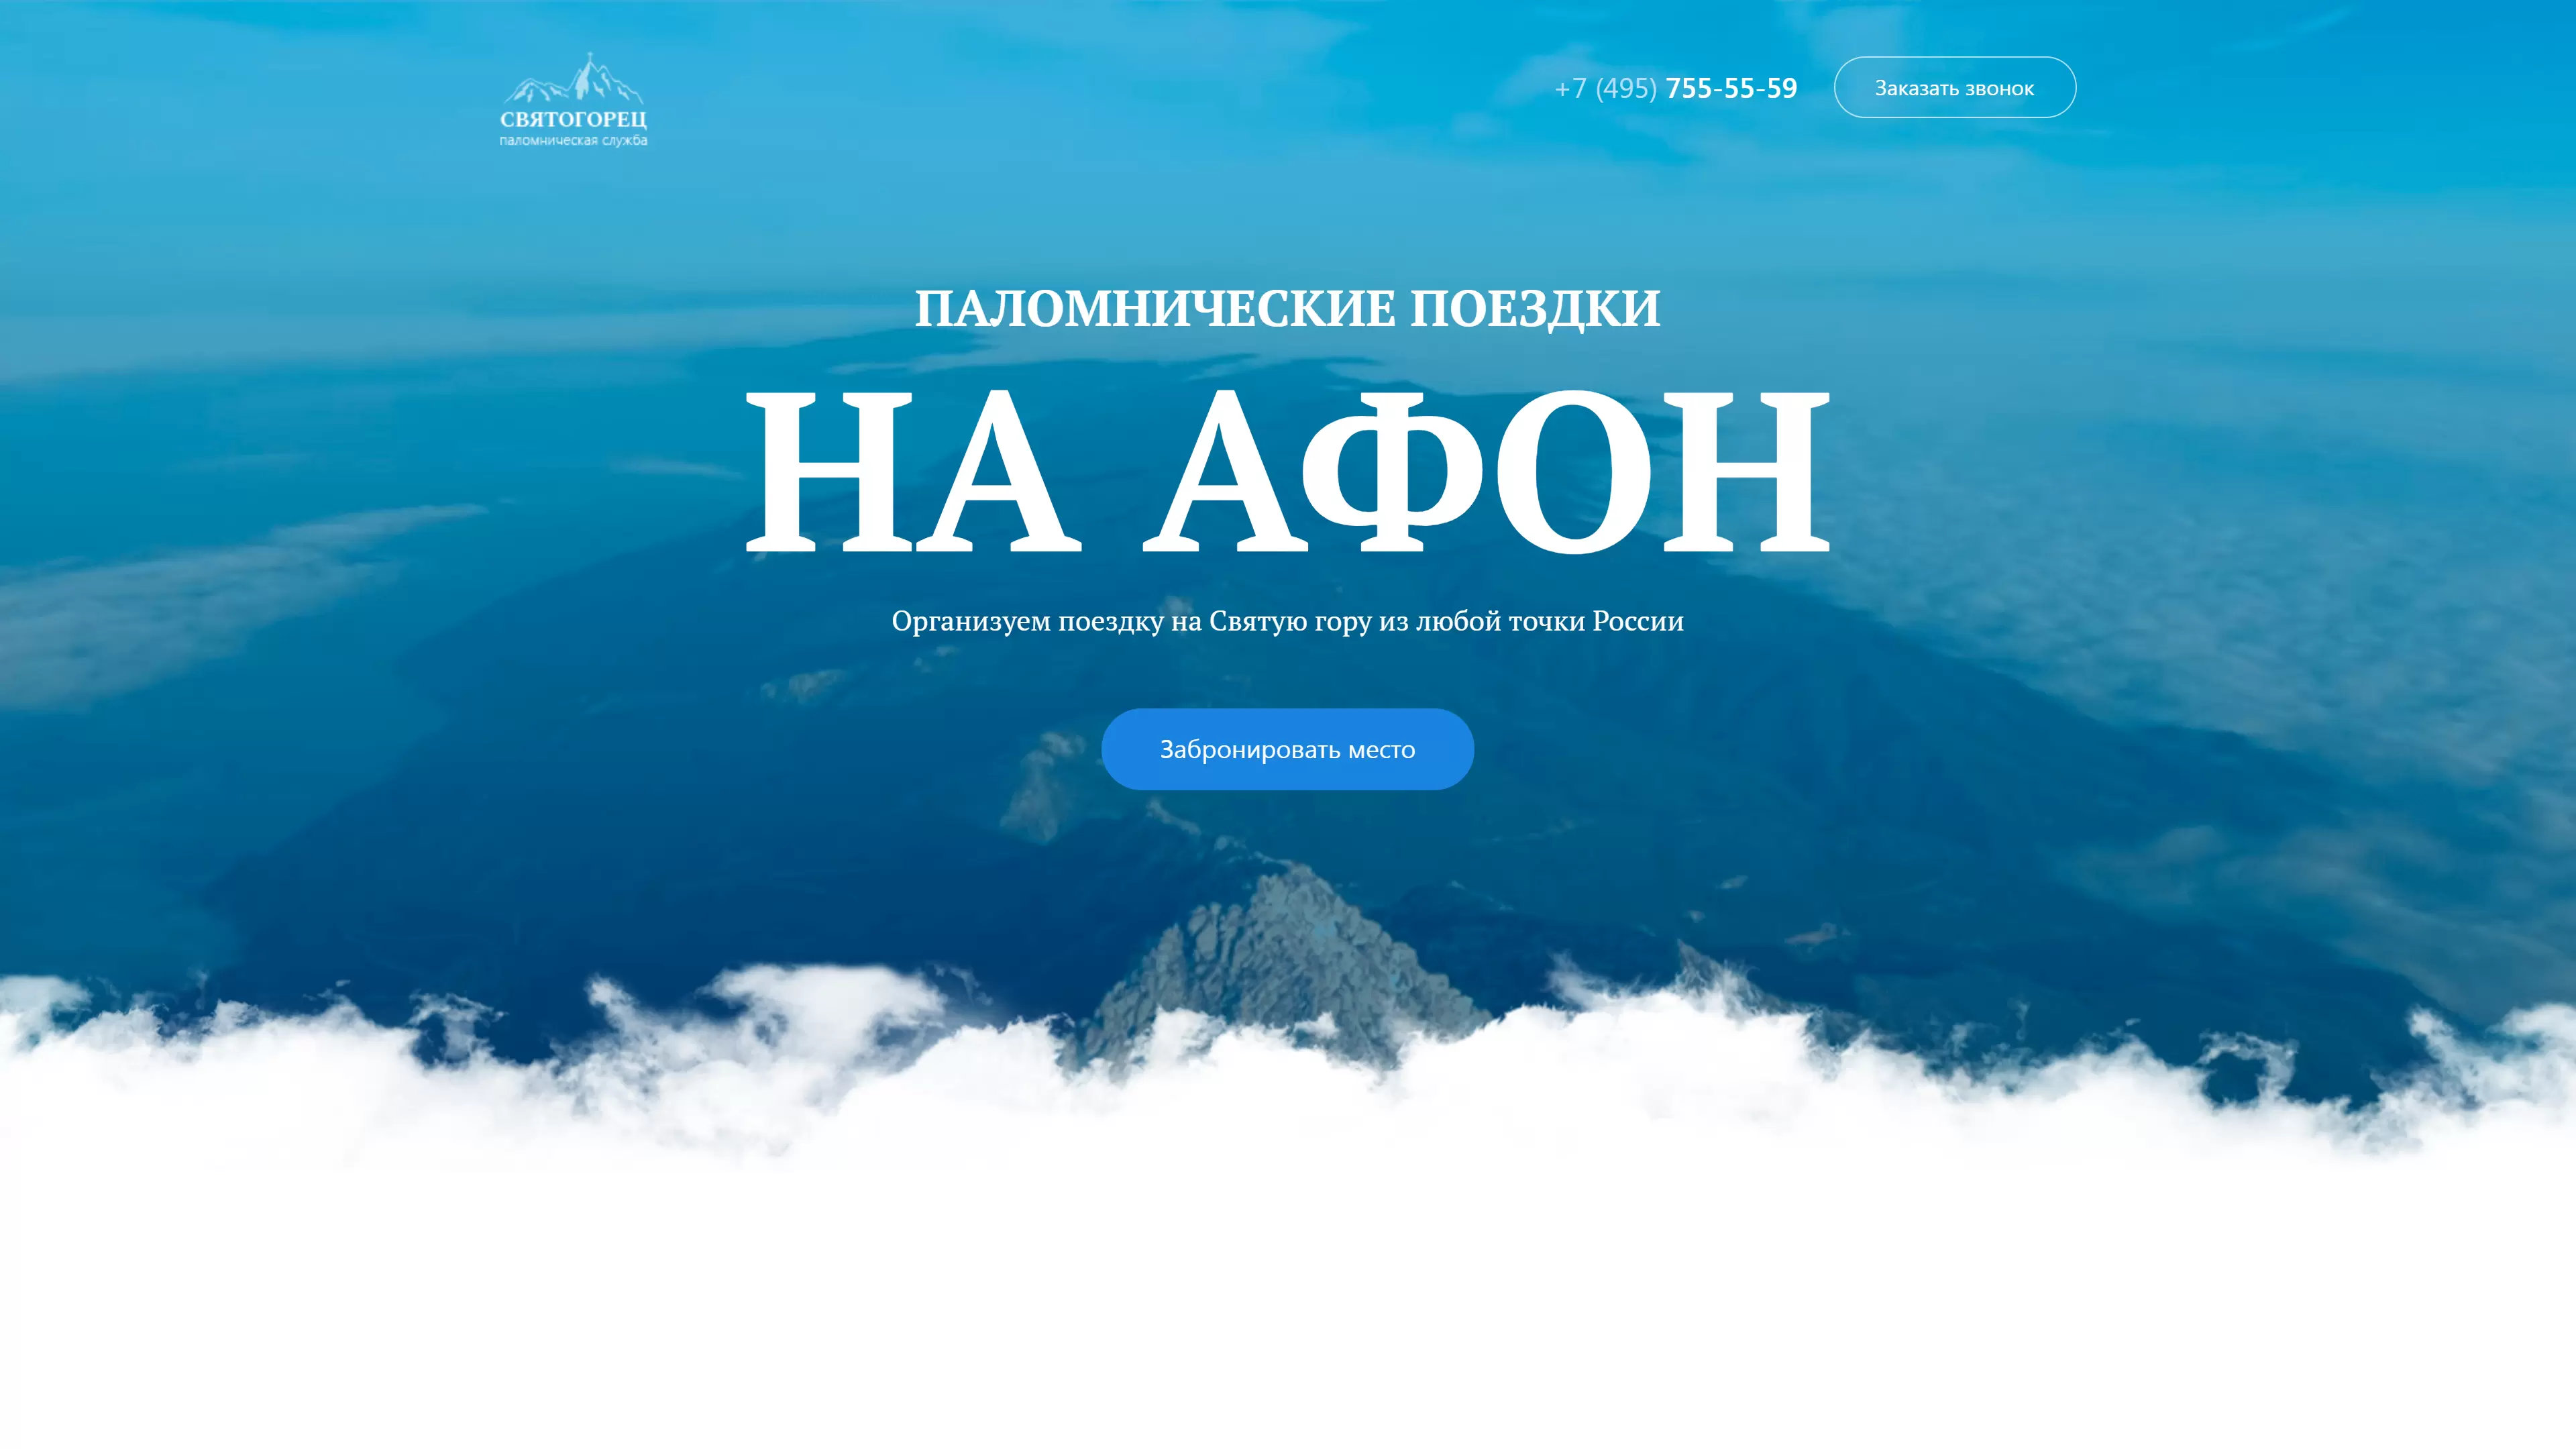 СВЯТОГОРЕЦ
паломническая служба
+7 (495) 755-55-59
Заказать звонок
ПАЛОМНИЧЕСКИЕ ПОЕЗДКИ
НА АФОН
Организуем поездку на Святую гору из любой точки России
Забронировать место